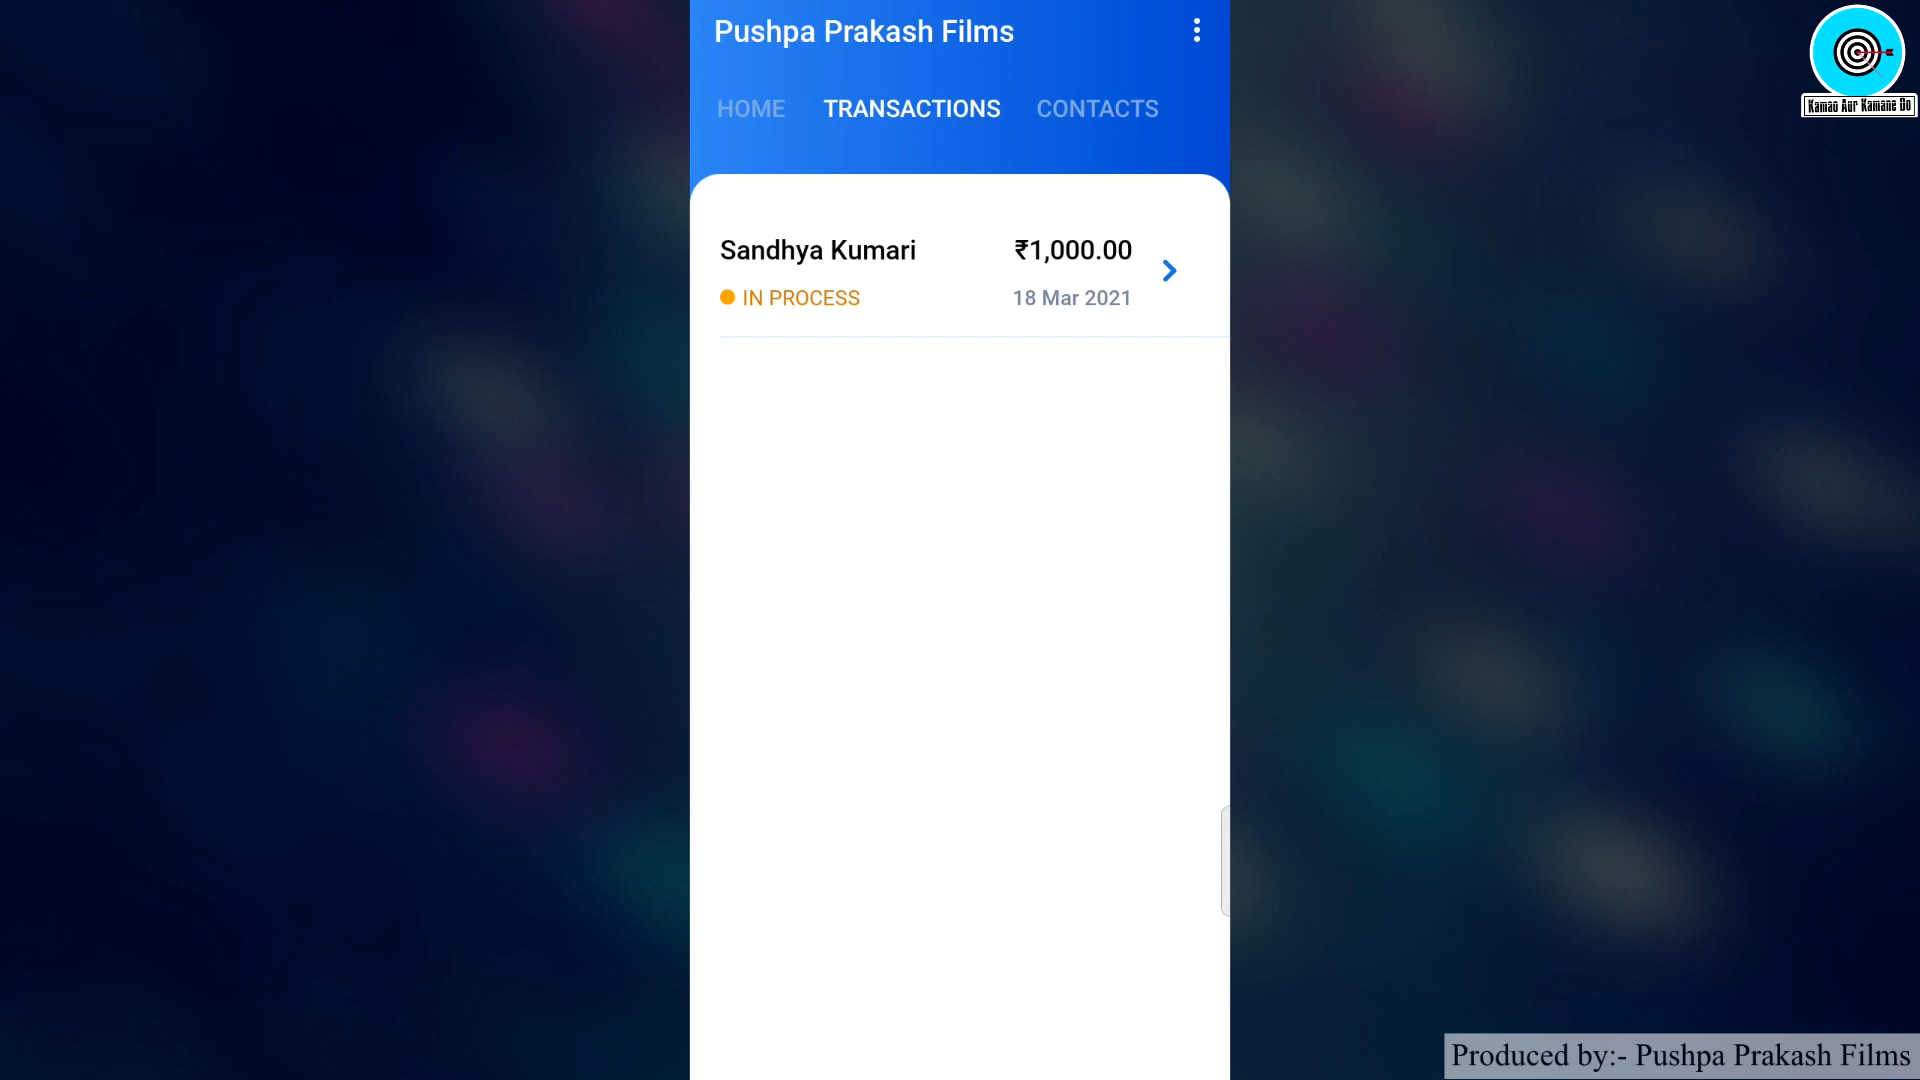 Pushpa Prakash Films
HOME TRANSACTIONS CONTACTS
Sandhya Kumari ₹1,000.00
IN PROCESS 18 Mar 2021
Kamao Aur Kamane Do
Produced by:- Pushpa Prakash Films